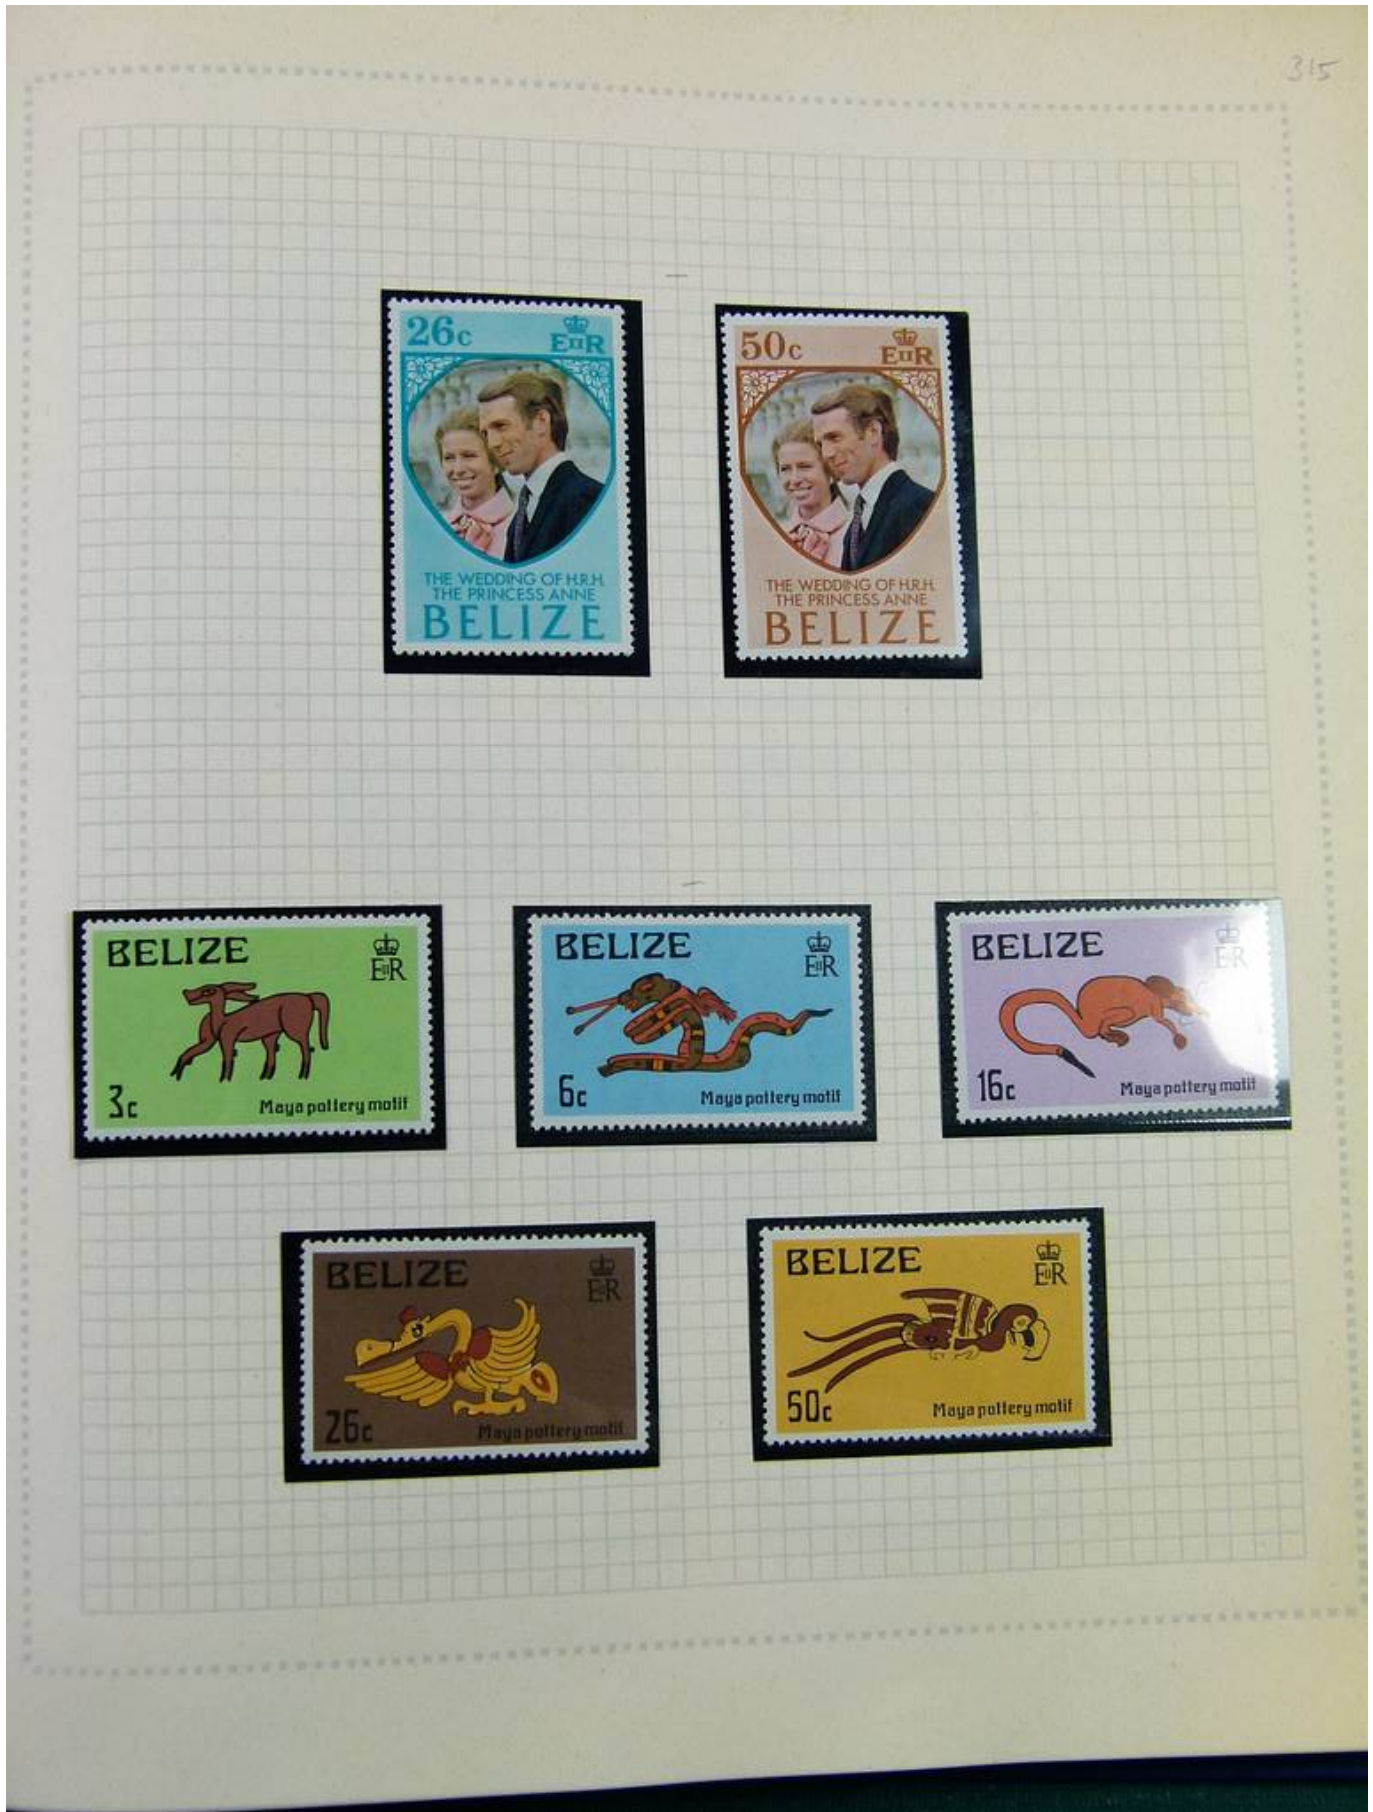 315
26c
EIIR
THE WEDDING OF H.R.H.
THE PRINCESS ANNE
BELIZE
50c
EIIR
THE WEDDING OF H.R.H.
THE PRINCESS ANNE
BELIZE
BELIZE
EIIR
3c
Maya pottery motif
BELIZE
EIIR
6c
Maya pottery motif
BELIZE
EIIR
16c
Maya pottery motif
BELIZE
EIIR
26c
Maya pottery motif
BELIZE
EIIR
50c
Maya pottery motif